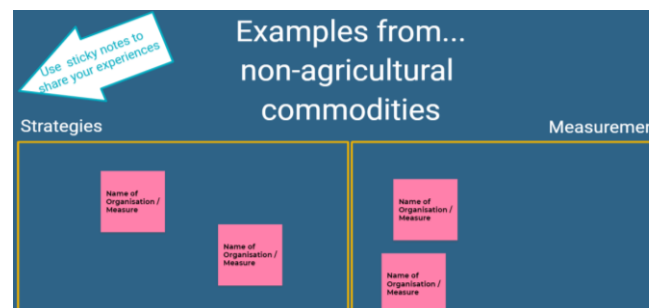 Use sticky notes to
share your experiences
Examples from...
non-agricultural
commodities
Strategies
Measuremen
Name of
Organisation /
Measure
Name of
Organisation /
Measure
Name of
Organisation /
Measure
Name of
Organisation /
Measure